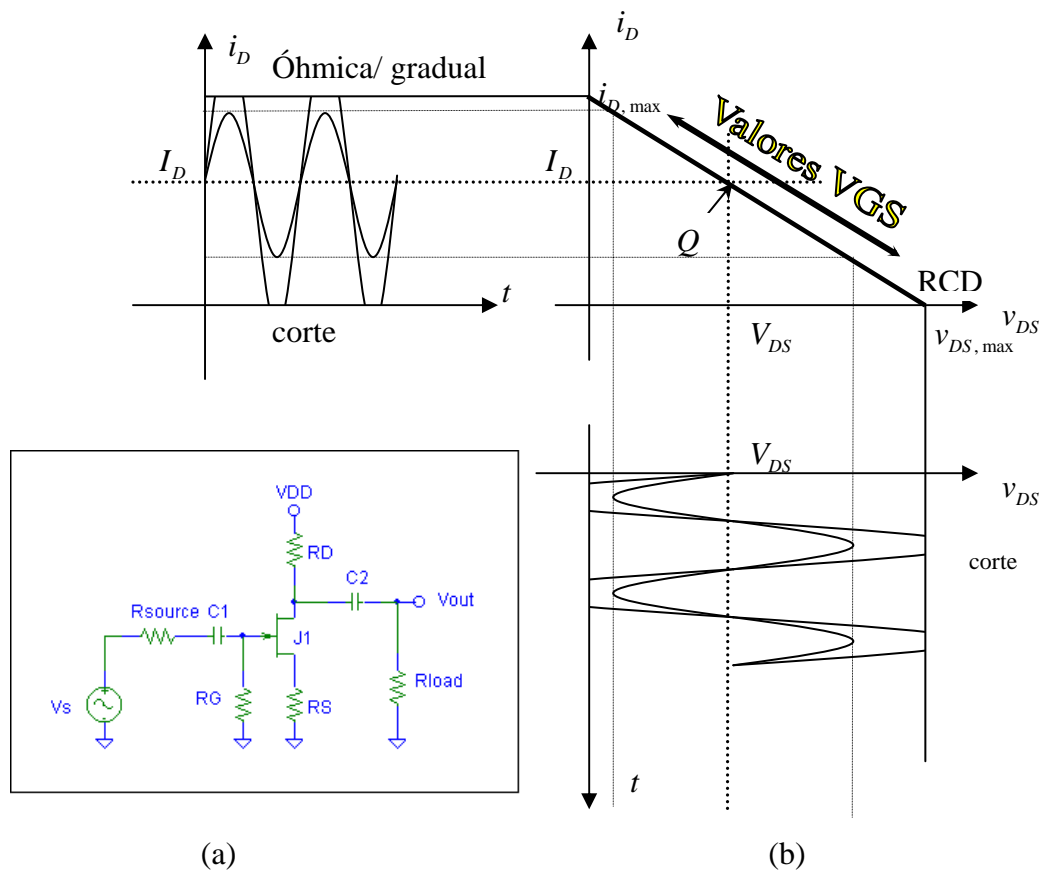 i_D
i_D
Óhmica/ gradual
i_D, max
Valores VGS
I_D
I_D
Q
RCD
t
corte
V_DS
v_DS, max
v_DS
V_DS
v_DS
corte
VDD
RD
C2
Vout
Rsource C1
J1
Rload
RG
RS
Vs
t
(a)
(b)